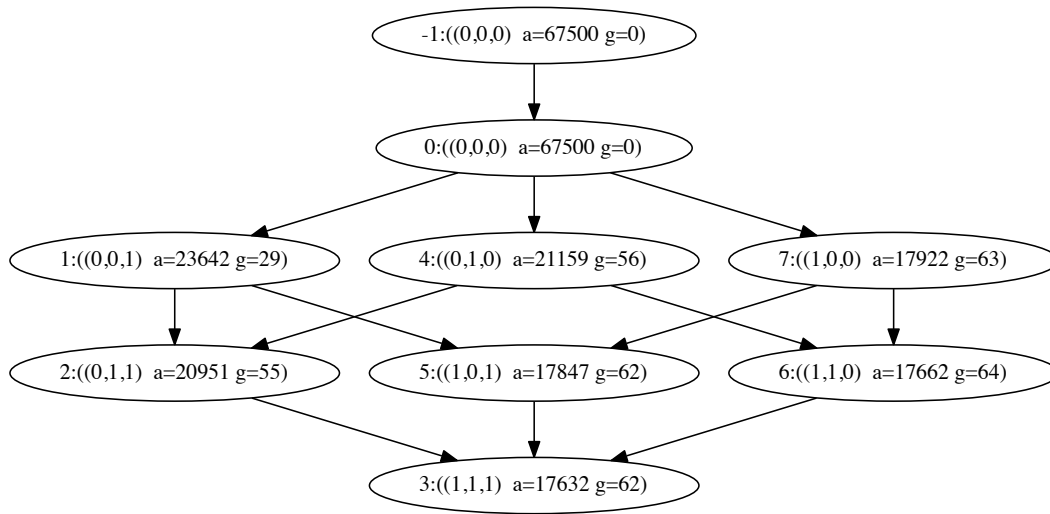 -1:((0,0,0)  a=67500 g=0)
0:((0,0,0)  a=67500 g=0)
1:((0,0,1)  a=23642 g=29)
4:((0,1,0)  a=21159 g=56)
7:((1,0,0)  a=17922 g=63)
2:((0,1,1)  a=20951 g=55)
5:((1,0,1)  a=17847 g=62)
6:((1,1,0)  a=17662 g=64)
3:((1,1,1)  a=17632 g=62)